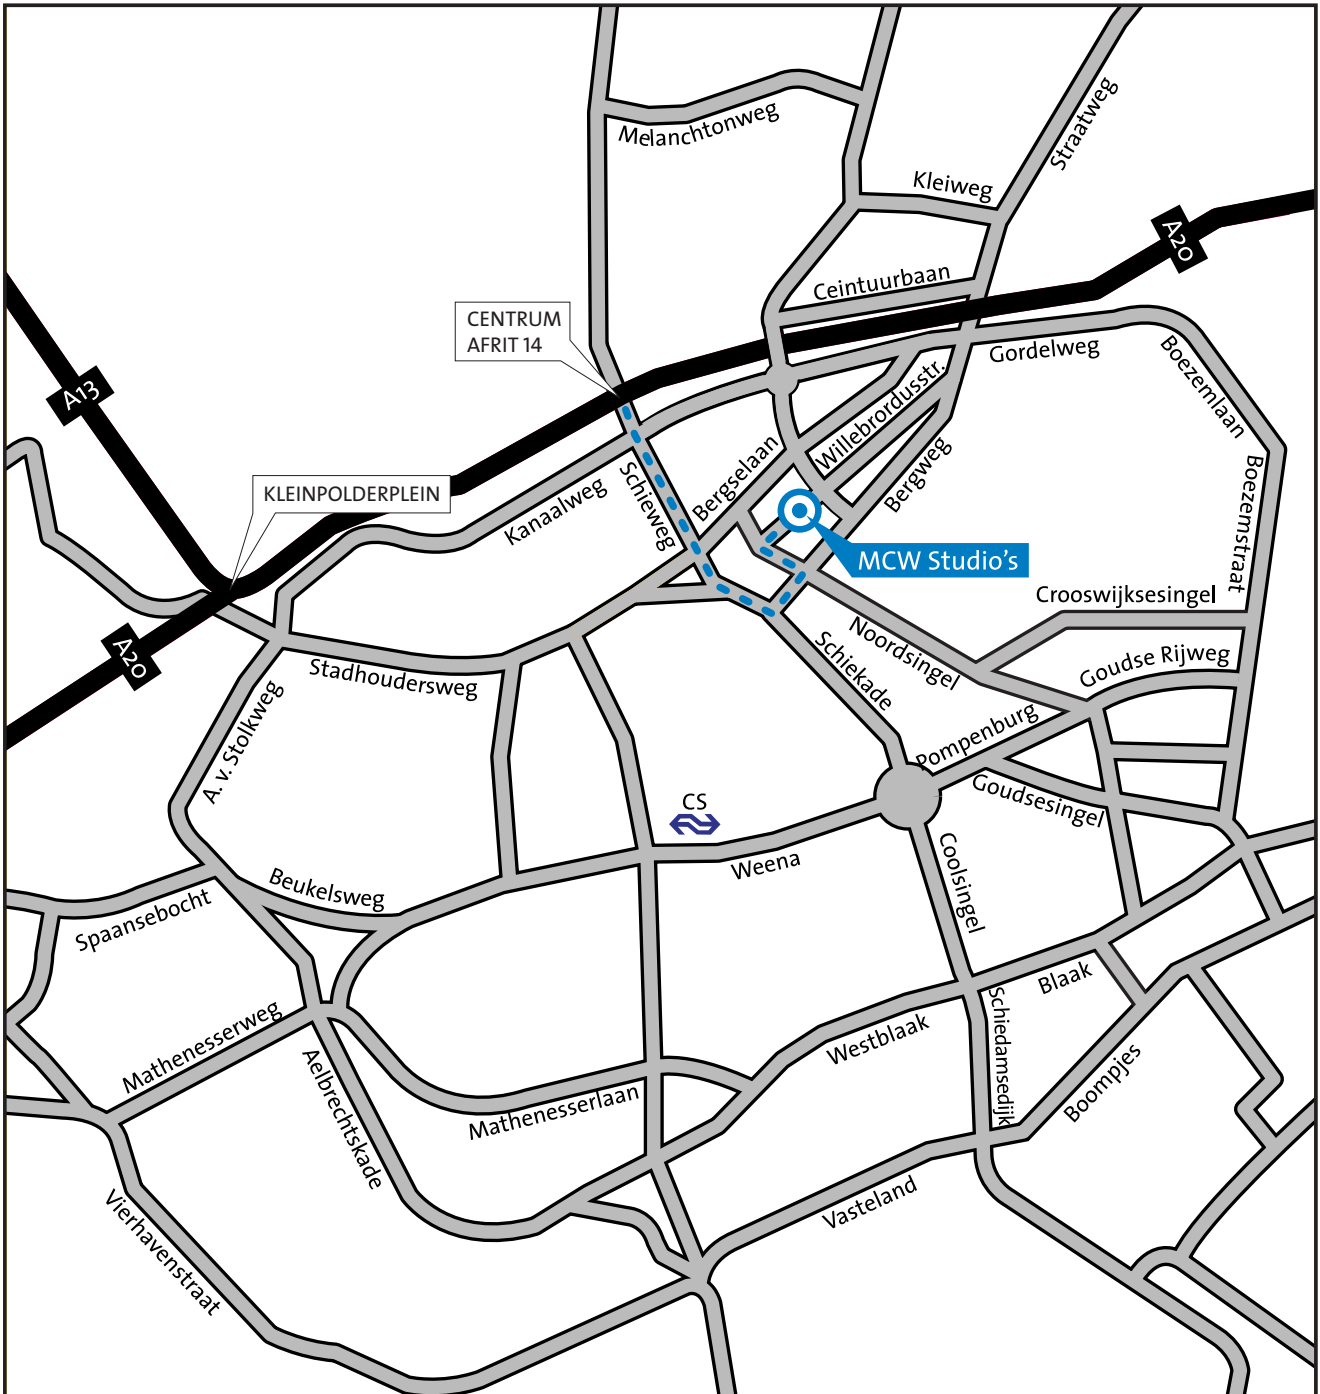 Melanchtonweg
Straatweg
Kleiweg
A20
Ceintuurbaan
CENTRUM
AFRIT 14
Gordelweg
Boezemlaan
A13
Willebrordusstr.
Bergselaan
Bergweg
Schieweg
Kanaalweg
KLEINPOLDERPLEIN
Boezemstraat
MCW Studio's
Crooswijksesingel
A20
Noordsingel
Schiekade
Goudse Rijweg
Stadhoudersweg
A. v. Stolkweg
Pompenburg
Goudsesingel
CS
Weena
Coolsingel
Beukelsweg
Spaansebocht
Blaak
Schiedamsedijk
Westblaak
Mathenesserweg
Aelbrechtskade
Mathenesserlaan
Boompjes
Vasteland
Vierhavenstraat